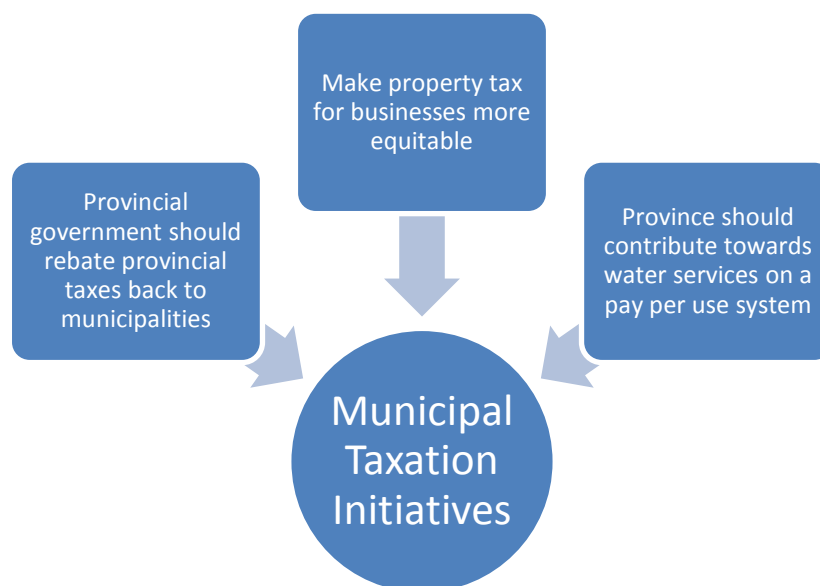 Make property tax
for businesses more
equitable
Provincial
government should
rebate provincial
taxes back to
municipalities
Province should
contribute towards
water services on a
pay per use system
Municipal
Taxation
Initiatives